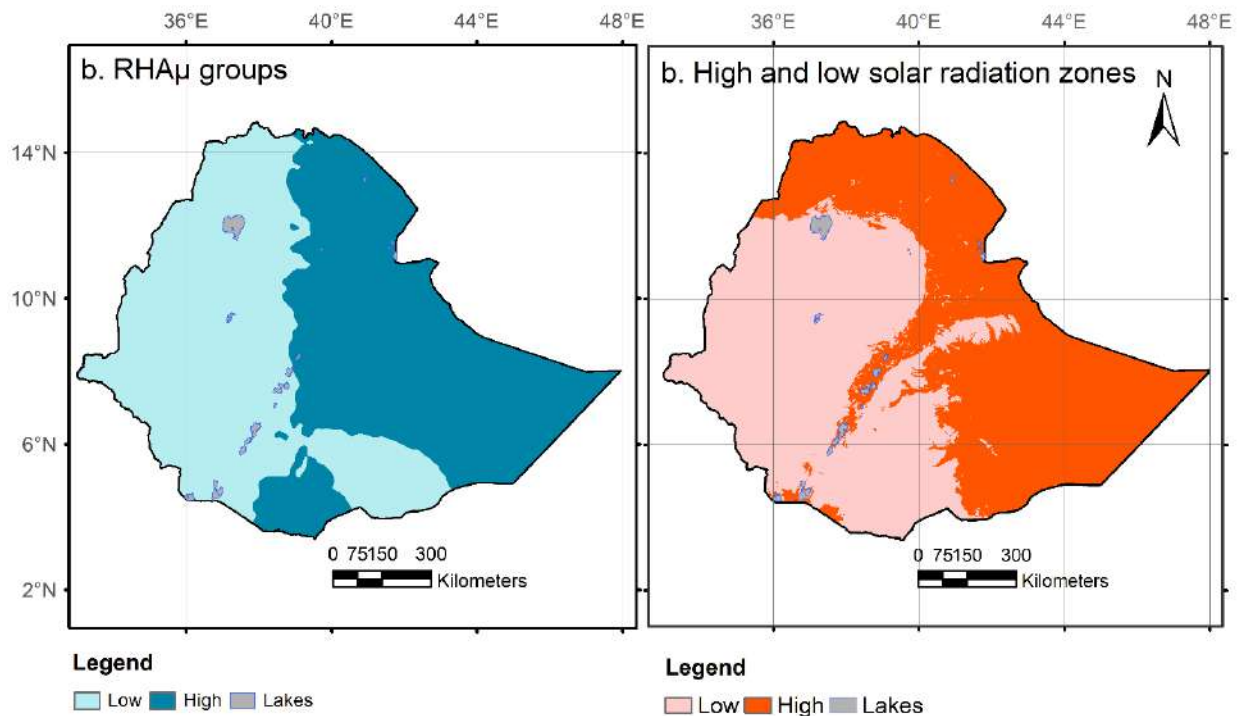 36°E 40°E 44°E 48°E 36°E 40°E 44°E 48°E
b. RHAµ groups
b. High and low solar radiation zones
N
14°N
10°N
6°N
2°N
0 75150 300
Kilometers
0 75150 300
Kilometers
Legend
Low High Lakes
Legend
Low High Lakes